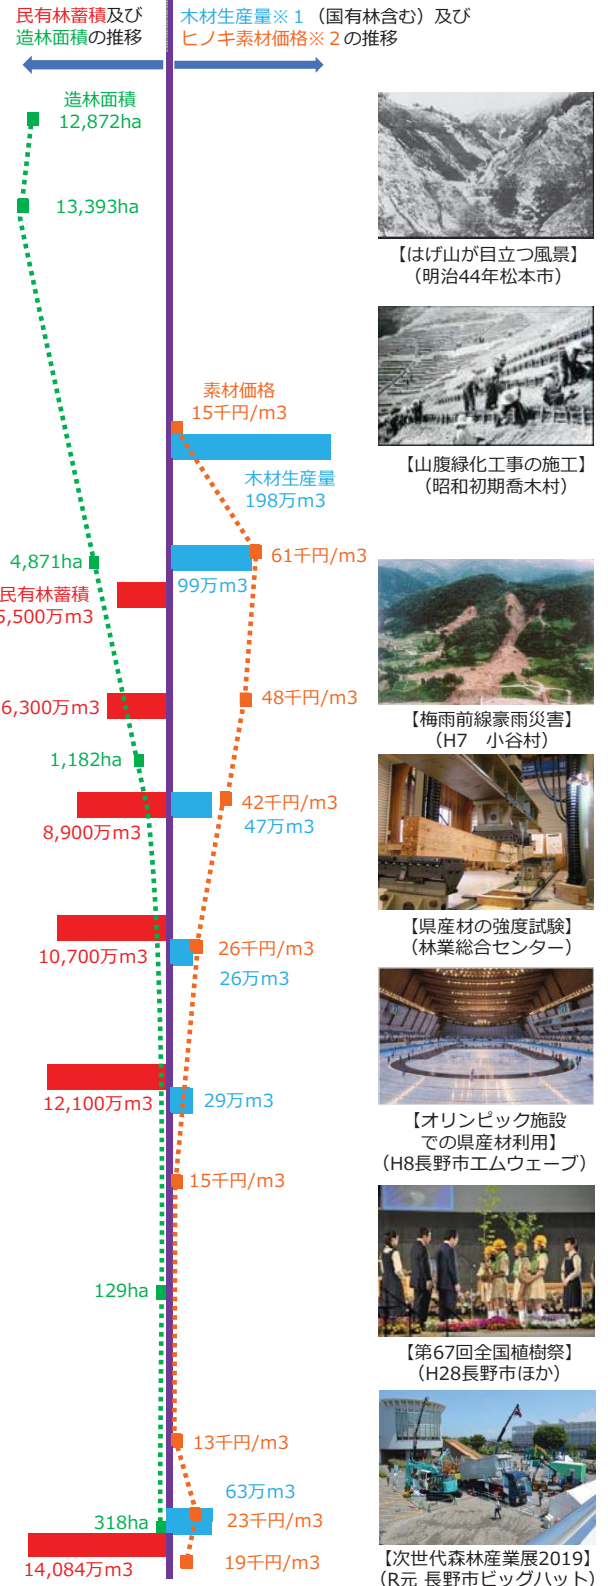 民有林蓄積及び
造林面積の推移
木材生産量※１（国有林含む）及び
ヒノキ素材価格※２の推移
造林面積
12,872ha
13,393ha
【はげ山が目立つ風景】
（明治44年松本市）
素材価格
15千円/m3
木材生産量
198万m3
【山腹緑化工事の施工】
（昭和初期喬木村）
4,871ha
61千円/m3
99万m3
民有林蓄積
5,500万m3
6,300万m3
48千円/m3
【梅雨前線豪雨災害】
（H7　小谷村）
1,182ha
42千円/m3
47万m3
8,900万m3
【県産材の強度試験】
（林業総合センター）
10,700万m3
26千円/m3
26万m3
12,100万m3
29万m3
【オリンピック施設
での県産材利用】
（H8長野市エムウェーブ）
15千円/m3
129ha
【第67回全国植樹祭】
（H28長野市ほか）
13千円/m3
63万m3
318ha
23千円/m3
14,084万m3
19千円/m3
【次世代森林産業展2019】
（R元 長野市ビッグハット）